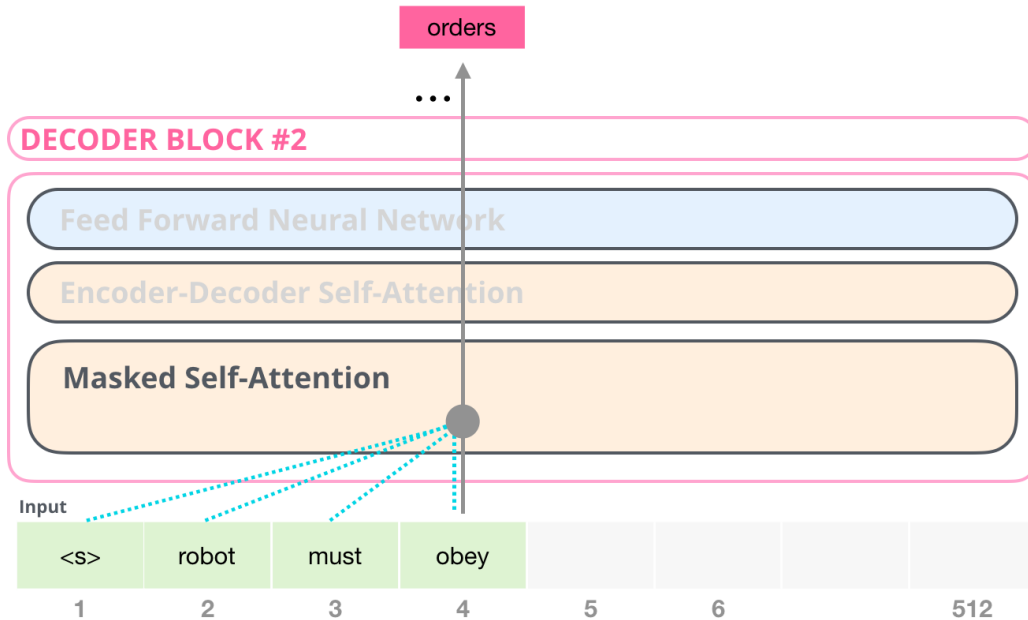 orders
...
DECODER BLOCK #2
Feed Forward Neural Network
Encoder-Decoder Self-Attention
Masked Self-Attention
Input
<s> robot must obey
1 2 3 4 5 6 512